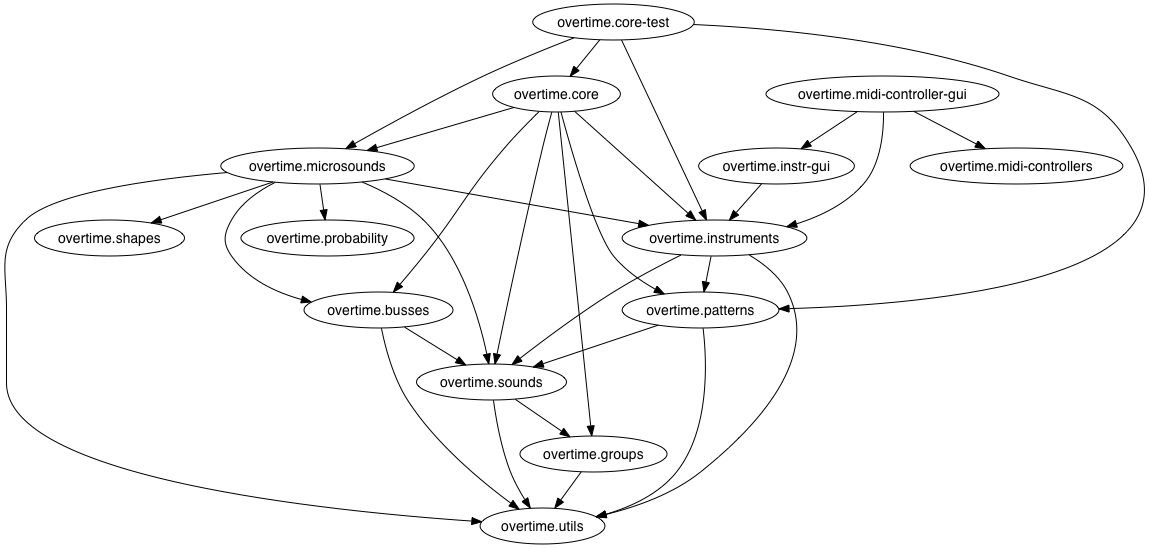 overtime.core-test
overtime.core
overtime.midi-controller-gui
overtime.microsounds
overtime.instr-gui
overtime.midi-controllers
overtime.shapes
overtime.probability
overtime.instruments
overtime.busses
overtime.patterns
overtime.sounds
overtime.groups
overtime.utils